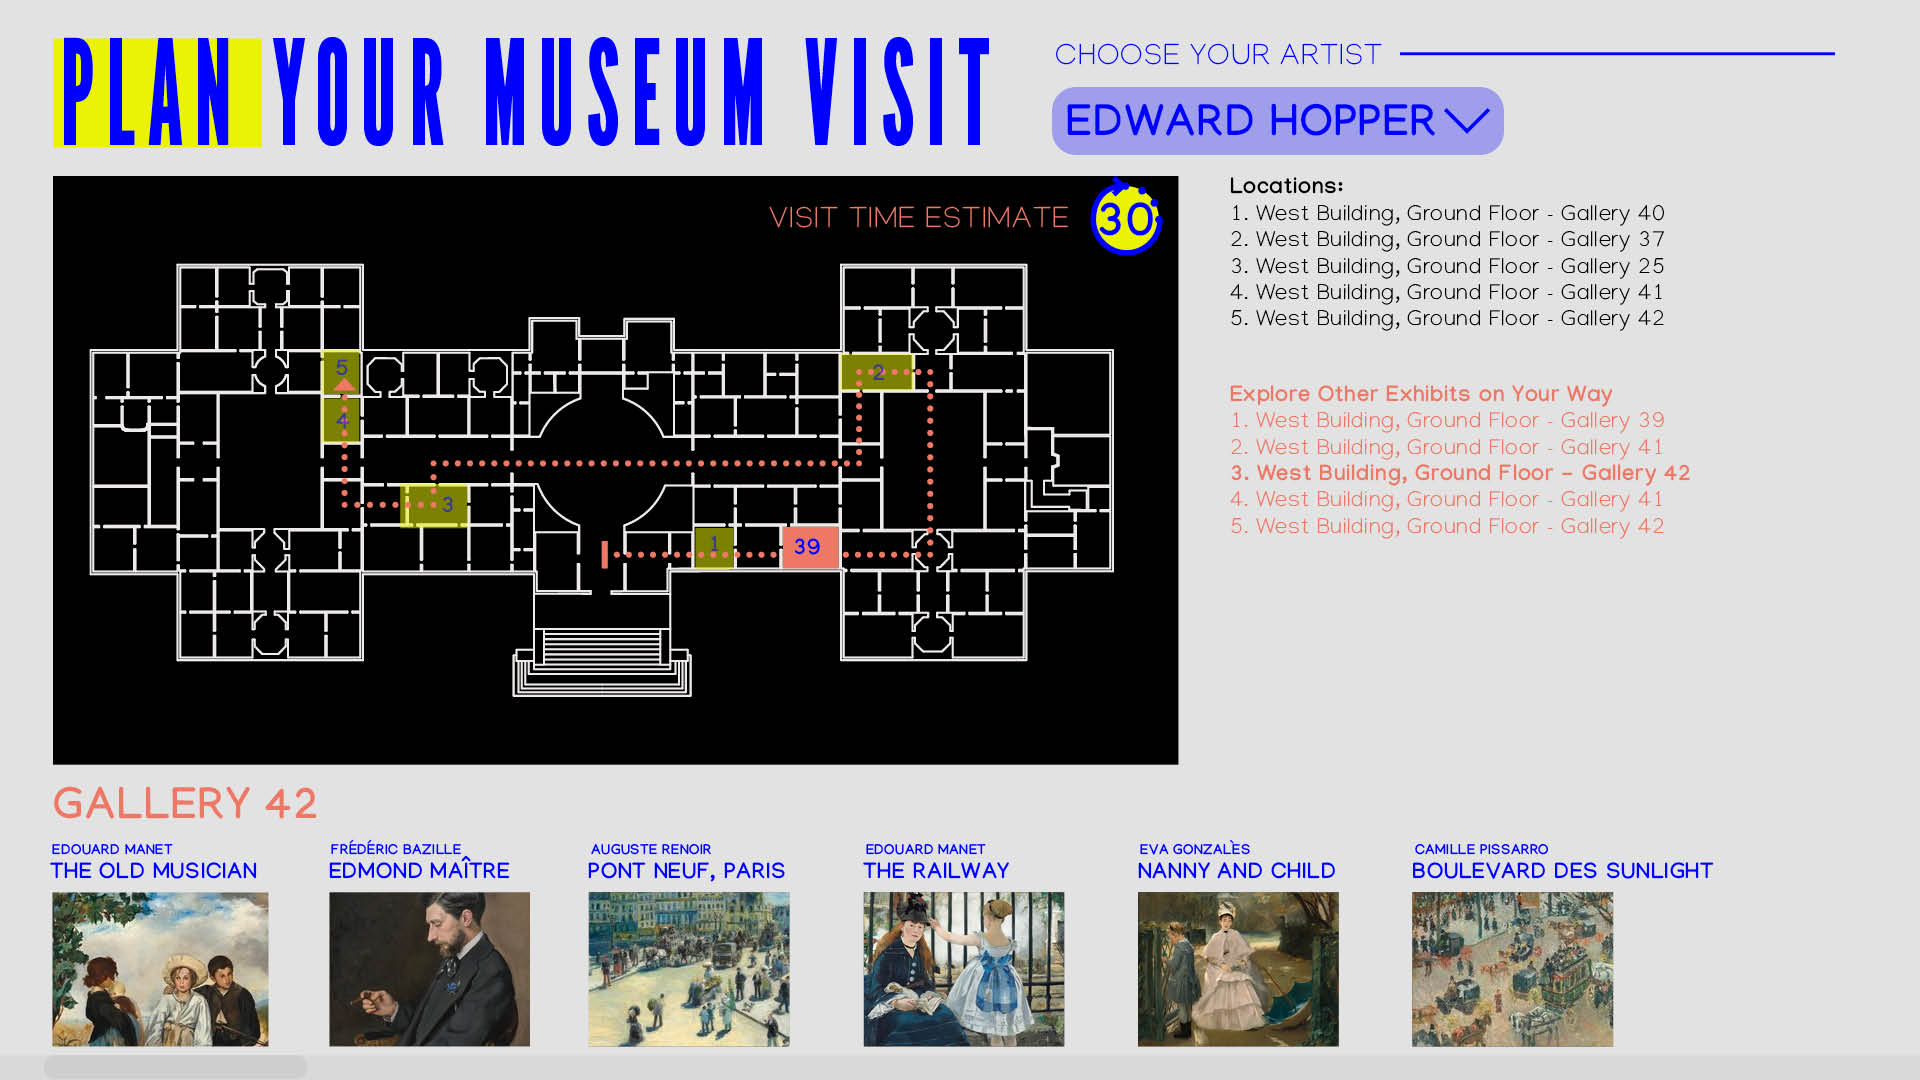 PLAN YOUR MUSEUM VISIT
CHOOSE YOUR ARTIST
EDWARD HOPPER
VISIT TIME ESTIMATE
30
5
4
2
3
1
39
Locations:
1. West Building, Ground Floor - Gallery 40
2. West Building, Ground Floor - Gallery 37
3. West Building, Ground Floor - Gallery 25
4. West Building, Ground Floor - Gallery 41
5. West Building, Ground Floor - Gallery 42
Explore Other Exhibits on Your Way
1. West Building, Ground Floor - Gallery 39
2. West Building, Ground Floor - Gallery 41
3. West Building, Ground Floor - Gallery 42
4. West Building, Ground Floor - Gallery 41
5. West Building, Ground Floor - Gallery 42
GALLERY 42
EDOUARD MANET
THE OLD MUSICIAN
FRÉDÉRIC BAZILLE
EDMOND MAÎTRE
AUGUSTE RENOIR
PONT NEUF, PARIS
EDOUARD MANET
THE RAILWAY
EVA GONZALÈS
NANNY AND CHILD
CAMILLE PISSARRO
BOULEVARD DES SUNLIGHT